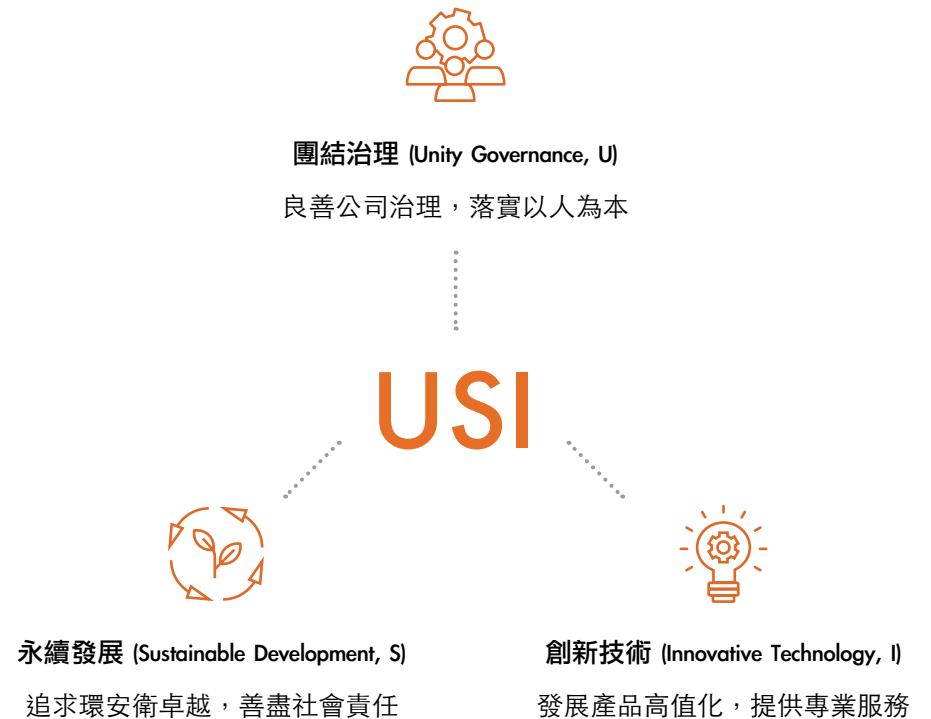 團結治理 (Unity Governance, U)
良善公司治理，落實以人為本
USI
永續發展 (Sustainable Development, S)
追求環安衛卓越，善盡社會責任
創新技術 (Innovative Technology, I)
發展產品高值化，提供專業服務